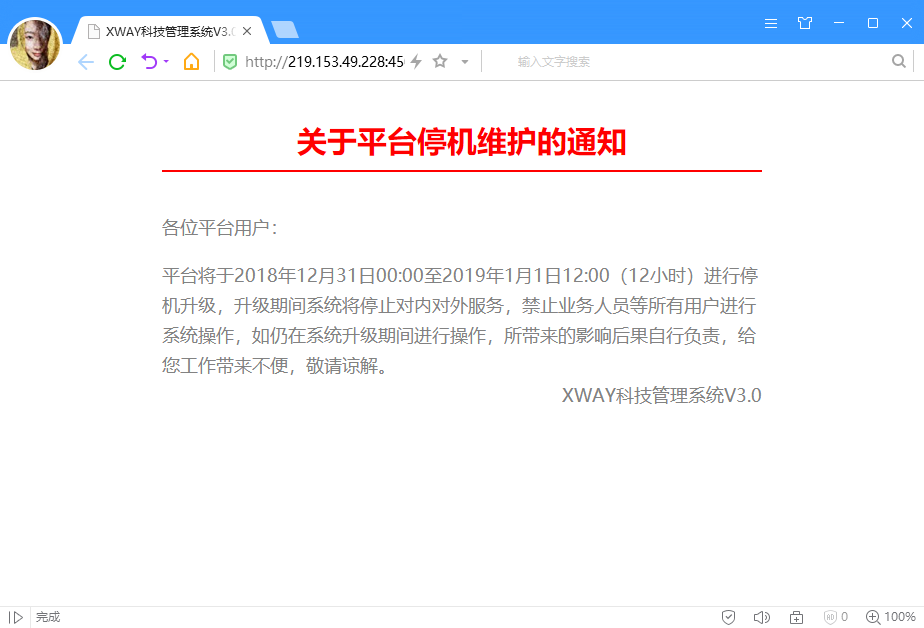 XWAY科技管理系统V3.
http://219.153.49.228:45
输入文字搜索
关于平台停机维护的通知
各位平台用户：
平台将于2018年12月31日00:00至2019年1月1日12:00（12小时）进行停
机升级，升级期间系统将停止对内对外服务，禁止业务人员等所有用户进行
系统操作，如仍在系统升级期间进行操作，所带来的影响后果自行负责，给
您工作带来不便，敬请谅解。
XWAY科技管理系统V3.0
完成
AD 0
100%